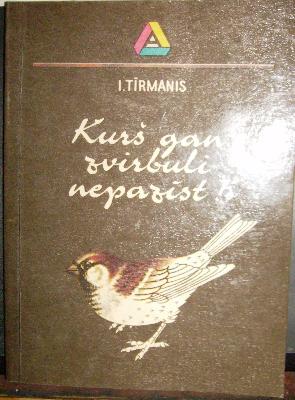 I. TĪRMANIS
Kurš gan
zvirbuli
nepazīst